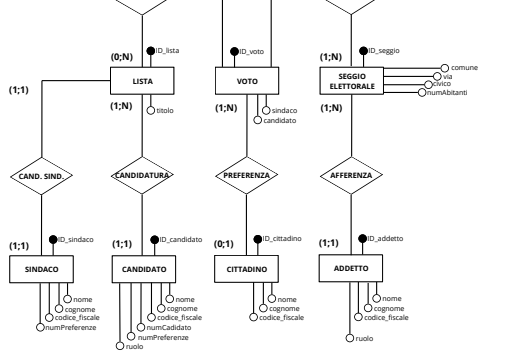 (0;N)
ID_lista
ID_voto
(1;N)
ID_seggio
LISTA
VOTO
SEGGIO
ELETTORALE
comune
via
civico
numAbitanti
(1;1)
(1;N)
titolo
(1;N)
sindaco
candidato
(1;N)
CAND. SIND.
CANDIDATURA
PREFERENZA
AFFERENZA
(1;1)
ID_sindaco
(1;1)
ID_candidato
(0;1)
ID_cittadino
(1;1)
ID_addetto
SINDACO
CANDIDATO
CITTADINO
ADDETTO
nome
cognome
codice_fiscale
numPreferenze
nome
cognome
codice_fiscale
numCadidato
numPreferenze
ruolo
nome
cognome
codice_fiscale
nome
cognome
codice_fiscale
ruolo